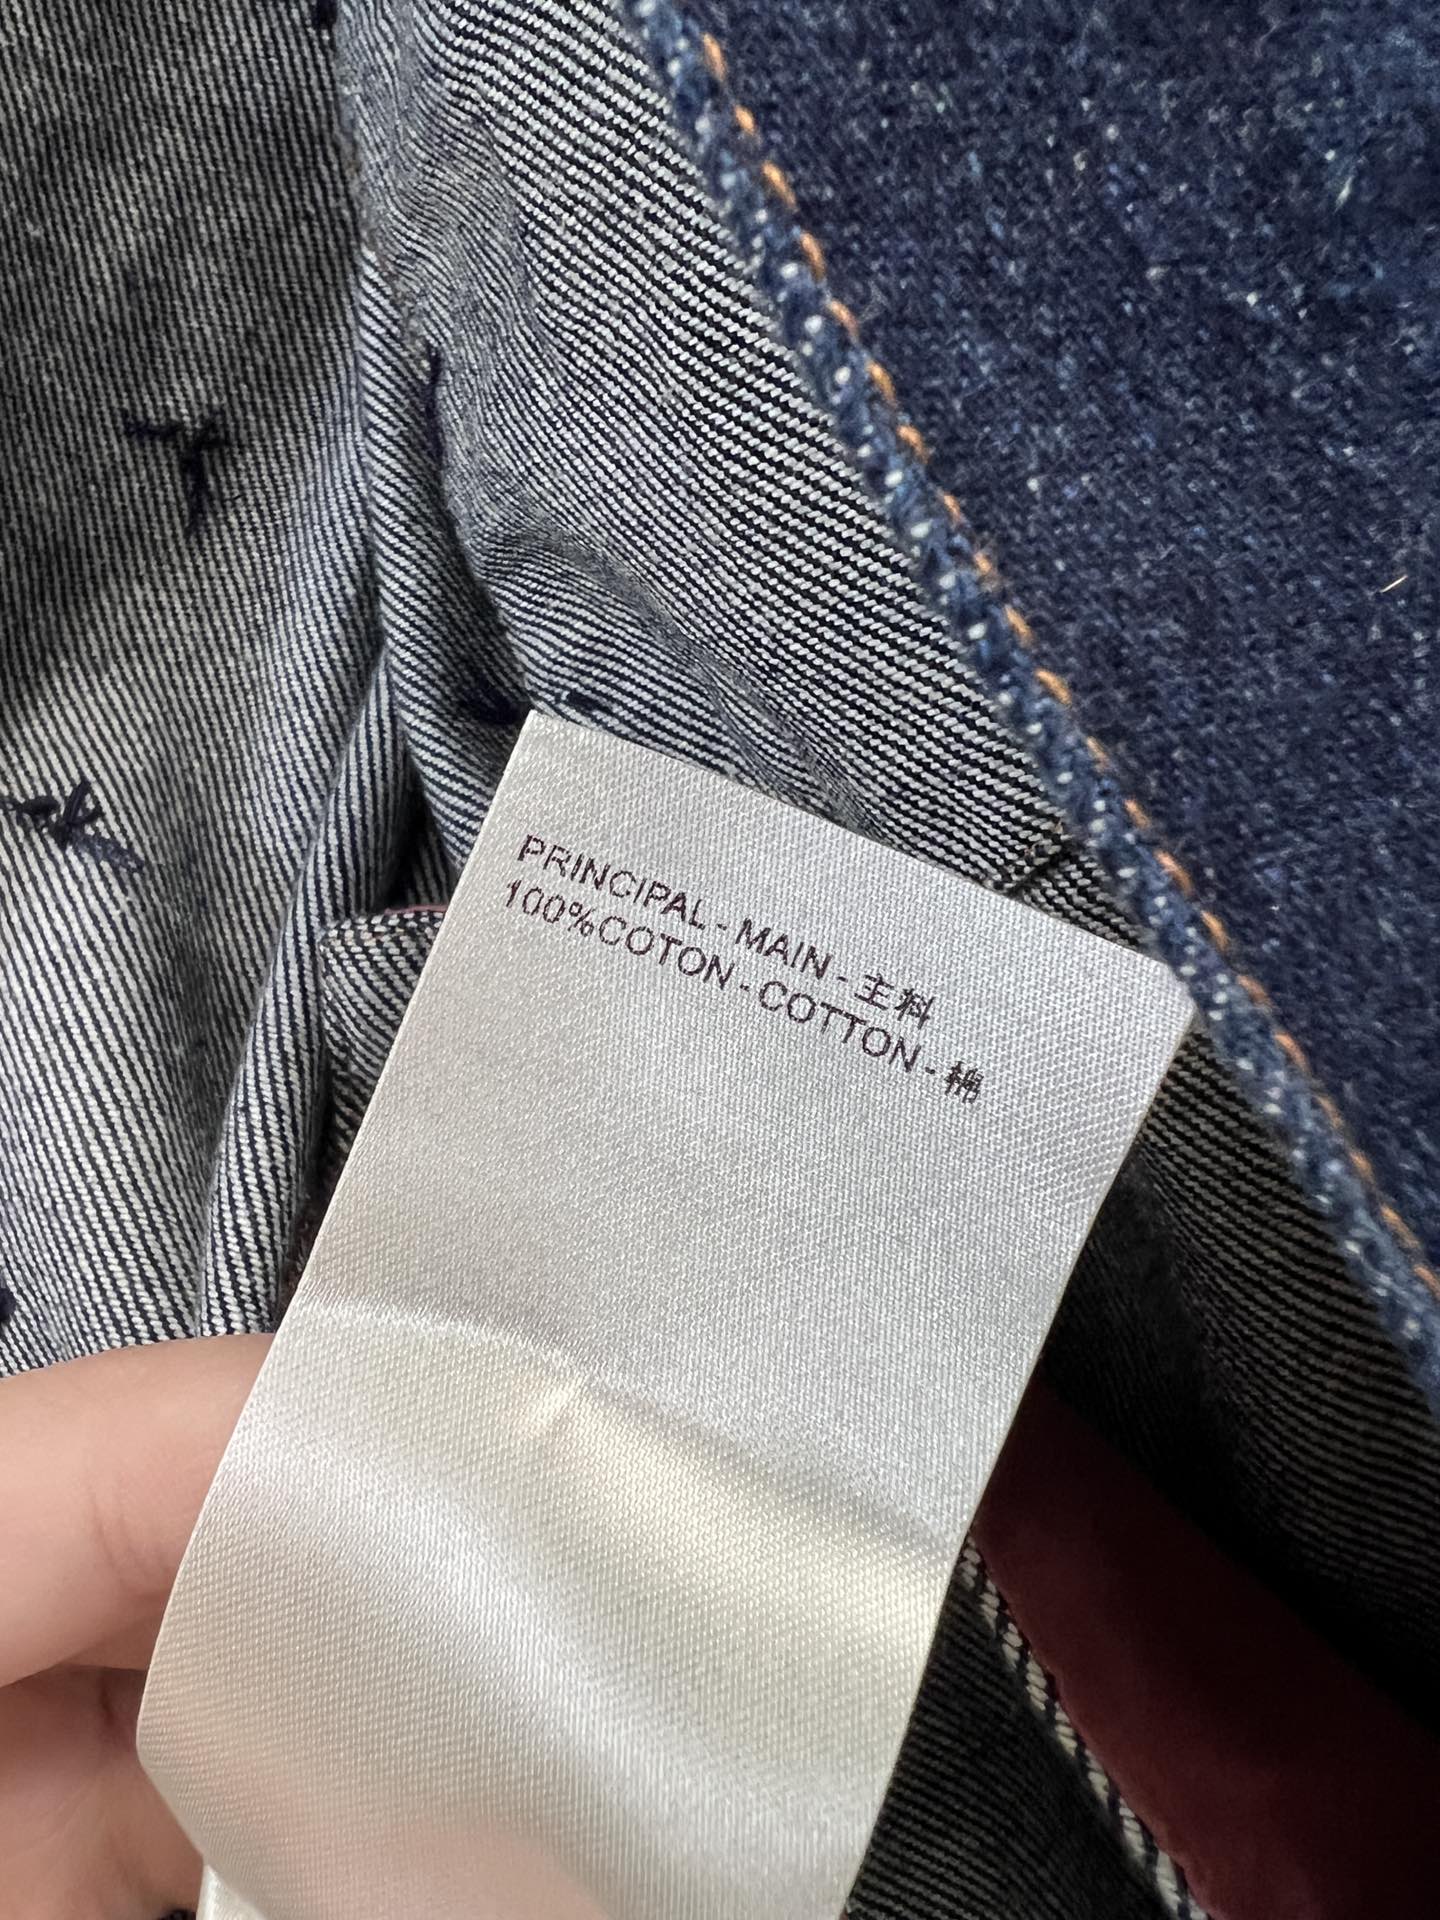 PRINCIPAL - MAIN - 主料
100%COTON - COTTON - 棉